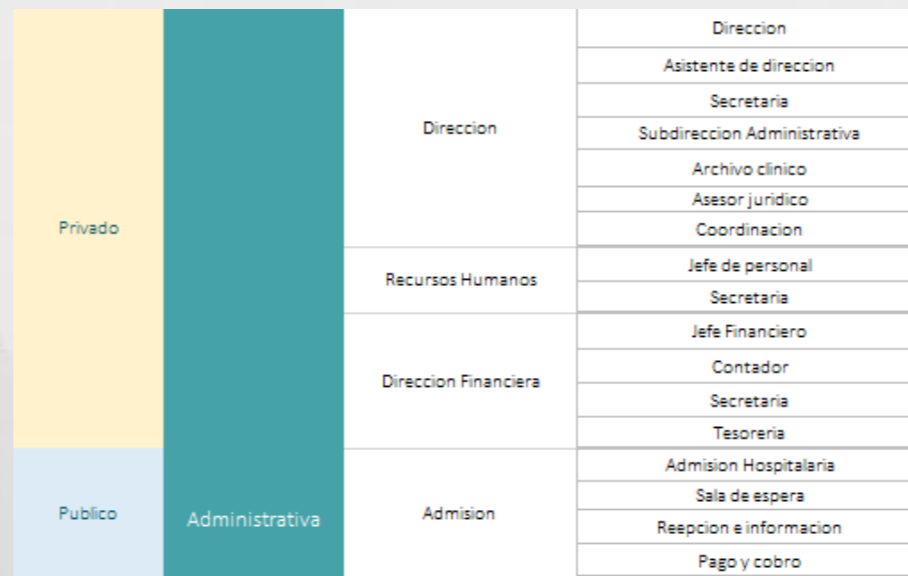 Privado
Publico
Administrativa
Direccion
Direccion
Asistente de direccion
Secretaria
Subdireccion Administrativa
Archivo clinico
Asesor juridico
Coordinacion
Recursos Humanos
Jefe de personal
Secretaria
Direccion Financiera
Jefe Financiero
Contador
Secretaria
Tesoreria
Admision
Admision Hospitalaria
Sala de espera
Reepcion e informacion
Pago y cobro